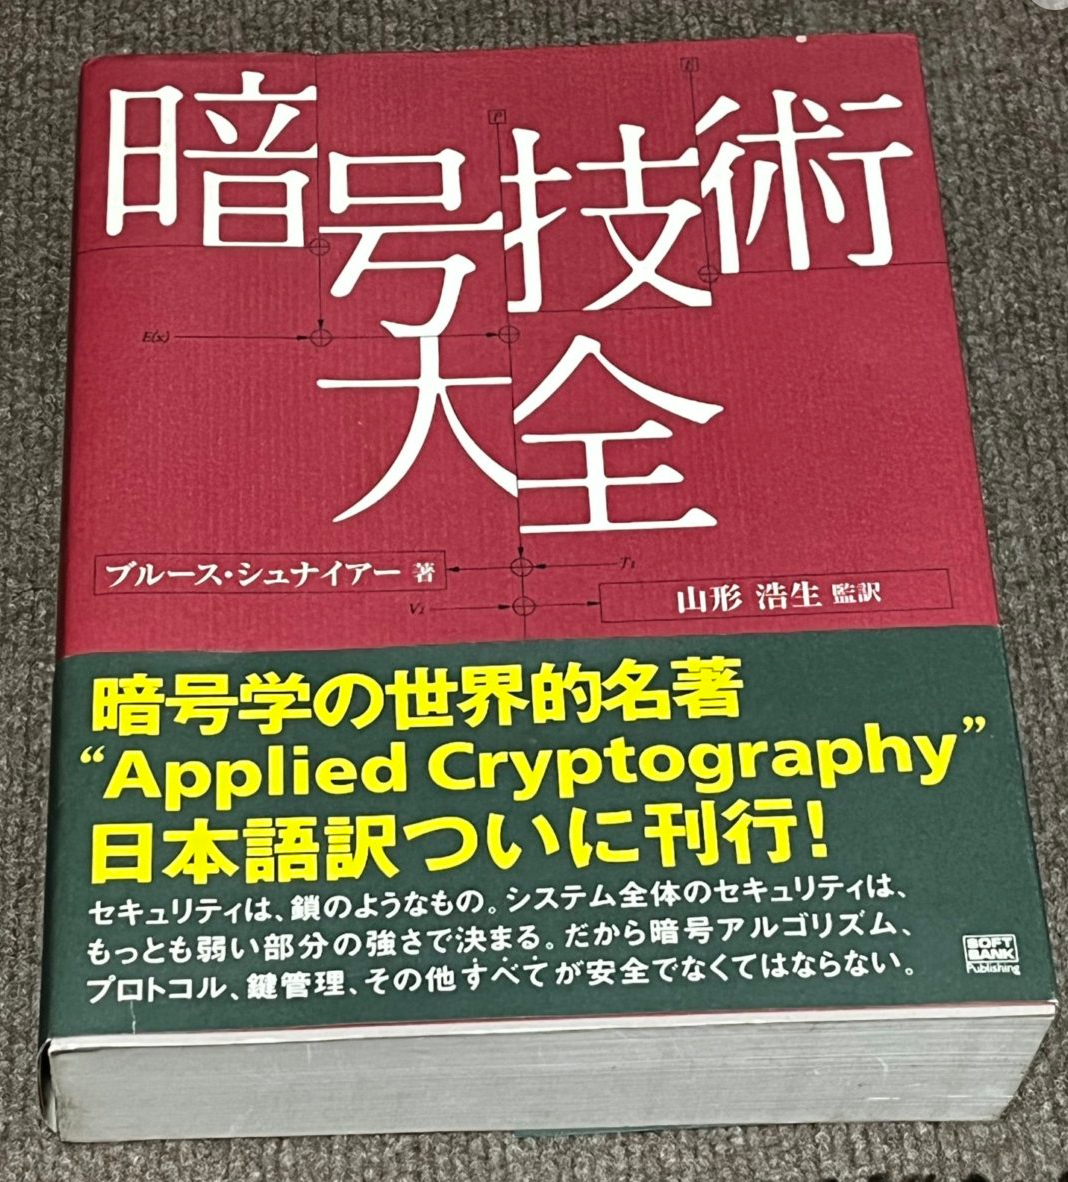 暗号技術
大全
E(x)
ブルース・シュナイアー 著
山形 浩生 監訳
暗号学の世界的名著
“Applied Cryptography”
日本語訳ついに刊行!
セキュリティは、鎖のようなもの。システム全体のセキュリティは、
もっとも弱い部分の強さで決まる。だから暗号アルゴリズム、
プロトコル、鍵管理、その他すべてが安全でなくてはならない。
SOFT
BANK
Publishing